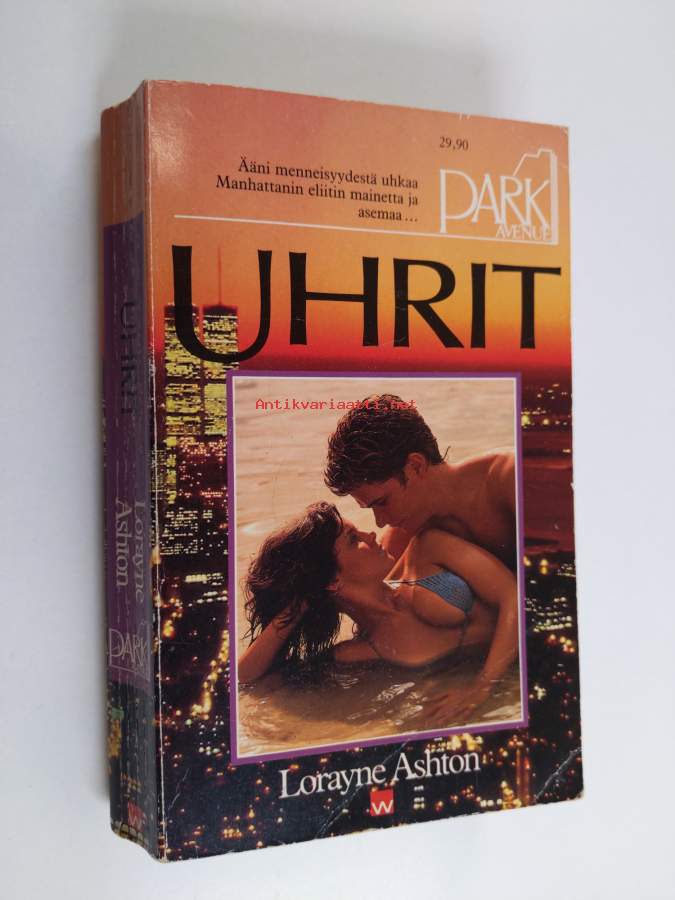 29,90
Ääni menneisyydestä uhkaa
Manhattanin eliitin mainetta ja
asemaa...
PARK
AVENUE
1
UHRIT
Antikvariaatti.net
Lorayne Ashton
W
UHRIT
Lorayne
Ashton
PARK
W